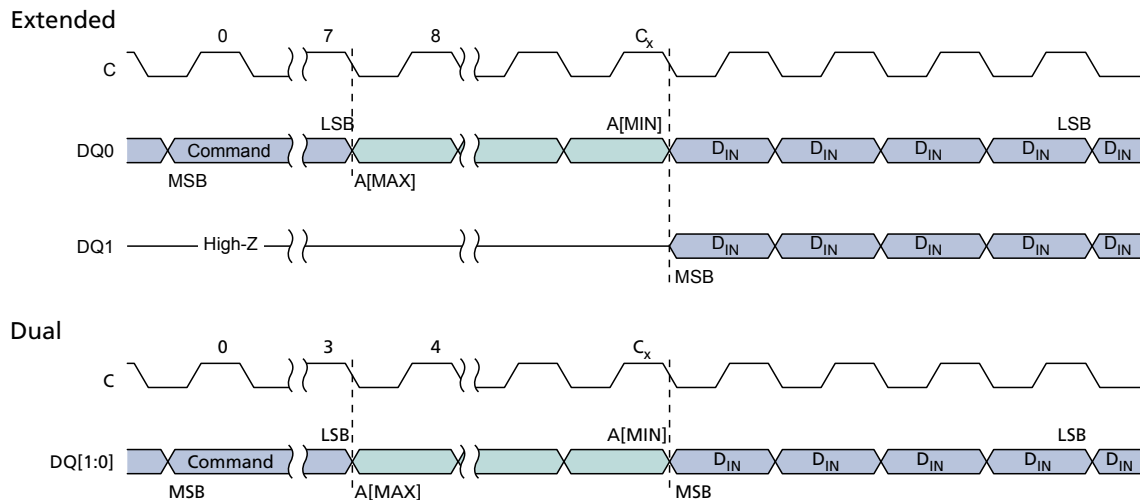 Extended
0 7 8 Cx
C
LSB A[MIN] LSB
DQ0 Command DIN DIN DIN DIN DIN
MSB A[MAX]
DQ1 High-Z DIN DIN DIN DIN DIN
MSB
Dual
0 3 4 Cx
C
LSB A[MIN] LSB
DQ[1:0] Command DIN DIN DIN DIN DIN
MSB A[MAX] MSB